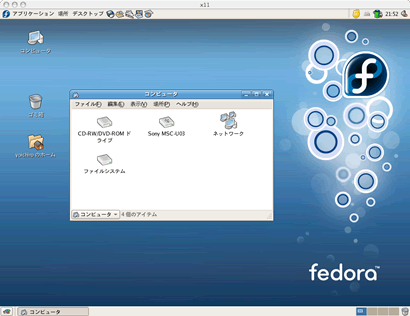 x11
アプリケーション 場所 デスクトップ
21:52
コンピュータ
ゴミ箱
のホーム
コンピュータ
ファイル(F) 編集(E) 表示(V) 場所(P) ヘルプ(H)
CD-RW/DVD-ROM ド
ライブ
Sony MSC-U03
ネットワーク
ファイルシステム
コンピュータ
4 個のアイテム
fedora
コンピュータ